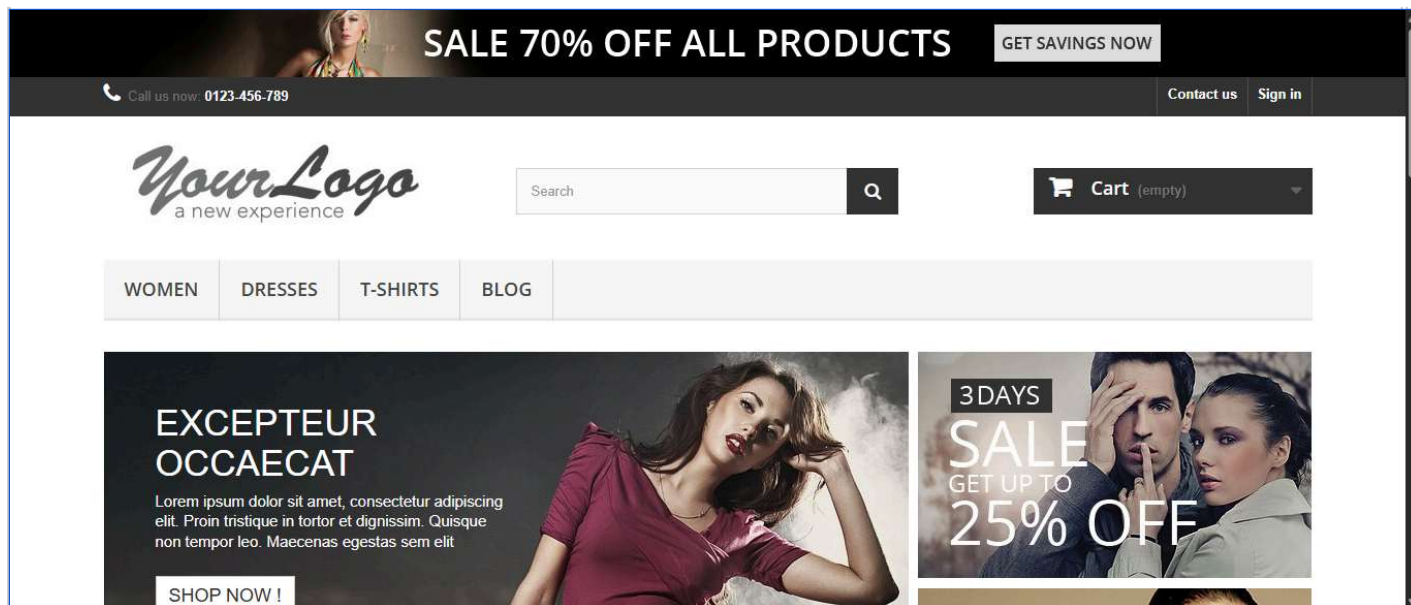 SALE 70% OFF ALL PRODUCTS GET SAVINGS NOW
Call us now: 0123-456-789 Contact us Sign in
YourLogo
a new experience
Search
Cart (empty)
WOMEN DRESSES T-SHIRTS BLOG
EXCEPTEUR
OCCAECAT
Lorem ipsum dolor sit amet, consectetur adipiscing
elit. Proin tristique in tortor et dignissim. Quisque
non tempor leo. Maecenas egestas sem elit
SHOP NOW !
3 DAYS
SALE
GET UP TO
25% OFF